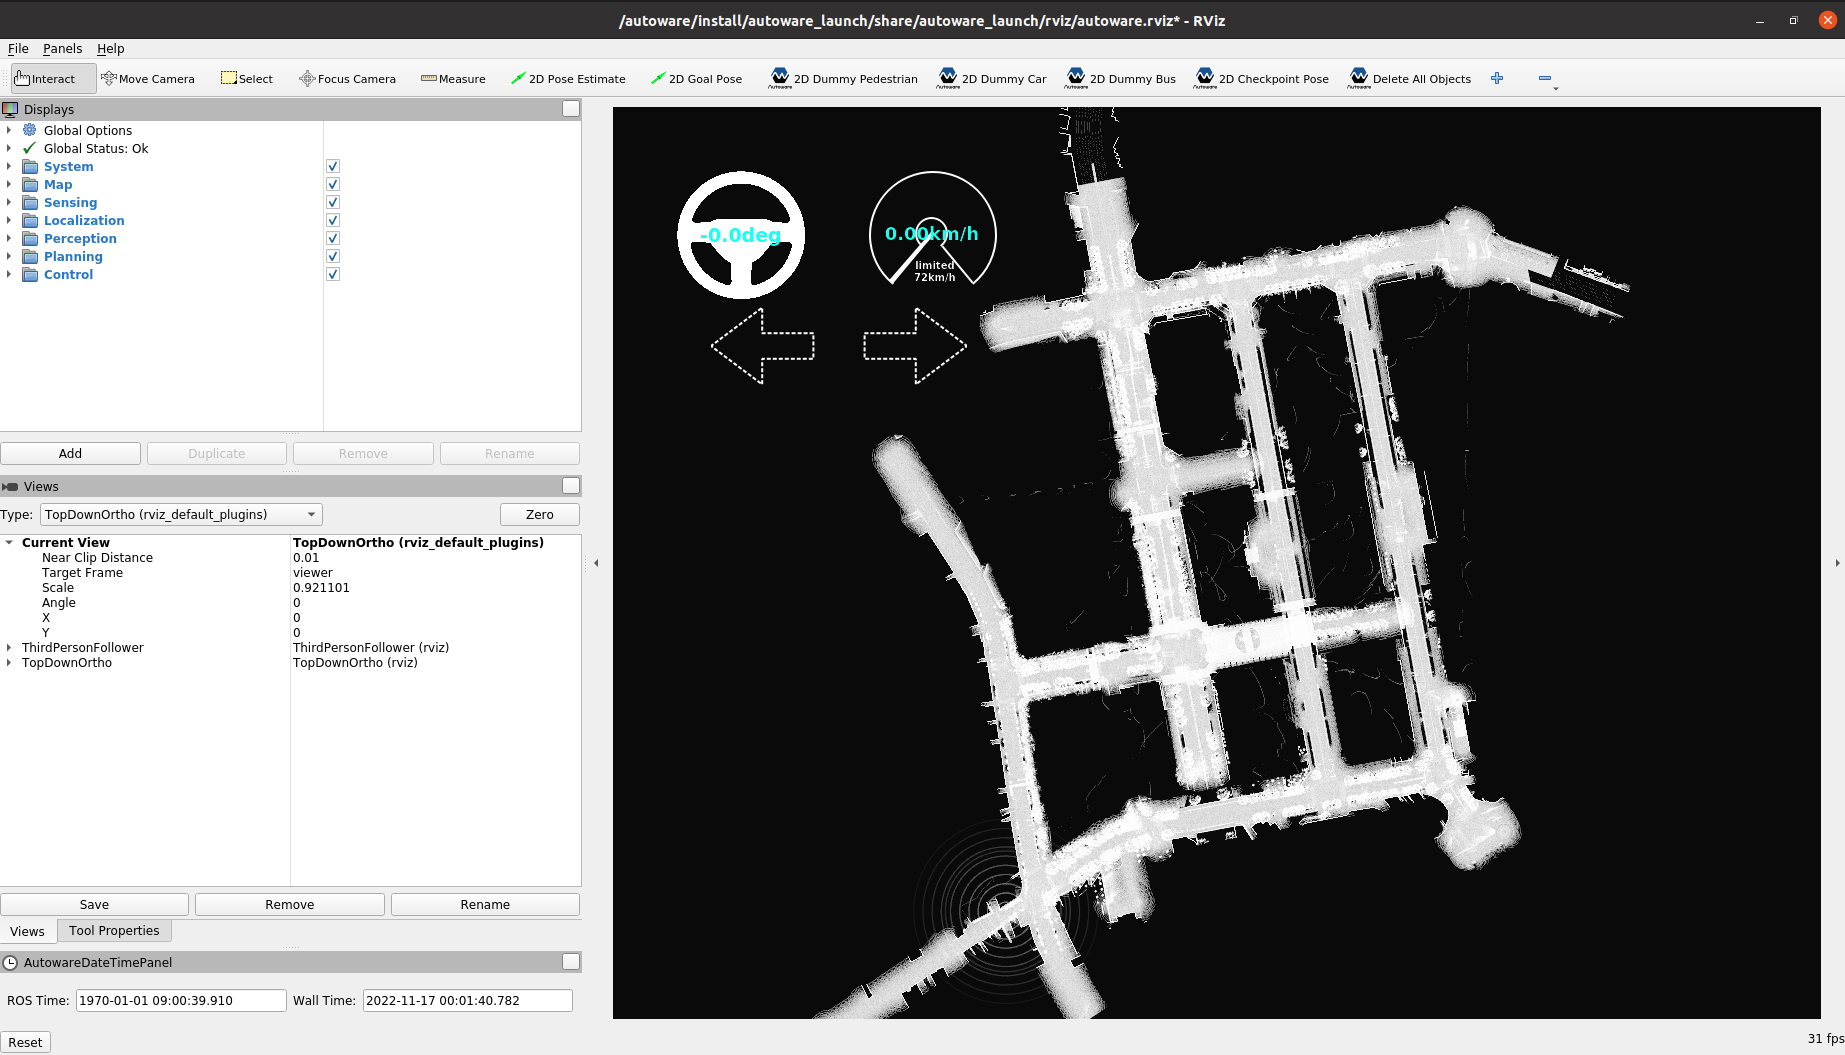 /autoware/install/autoware_launch/share/autoware_launch/rviz/autoware.rviz* - RViz
File Panels Help
Interact Move Camera Select Focus Camera Measure 2D Pose Estimate 2D Goal Pose Autoware 2D Dummy Pedestrian Autoware 2D Dummy Car Autoware 2D Dummy Bus Autoware 2D Checkpoint Pose Autoware Delete All Objects
Displays
Global Options
Global Status: Ok
System
Map
Sensing
Localization
Perception
Planning
Control
Add Duplicate Remove Rename
Views
Type: TopDownOrtho (rviz_default_plugins) Zero
Current View TopDownOrtho (rviz_default_plugins)
Near Clip Distance 0.01
Target Frame viewer
Scale 0.921101
Angle 0
X 0
Y 0
ThirdPersonFollower ThirdPersonFollower (rviz)
TopDownOrtho TopDownOrtho (rviz)
Save Remove Rename
Views Tool Properties
AutowareDateTimePanel
ROS Time: 1970-01-01 09:00:39.910 Wall Time: 2022-11-17 00:01:40.782
Reset
-0.0deg
0.00km/h
limited
72km/h
31 fps